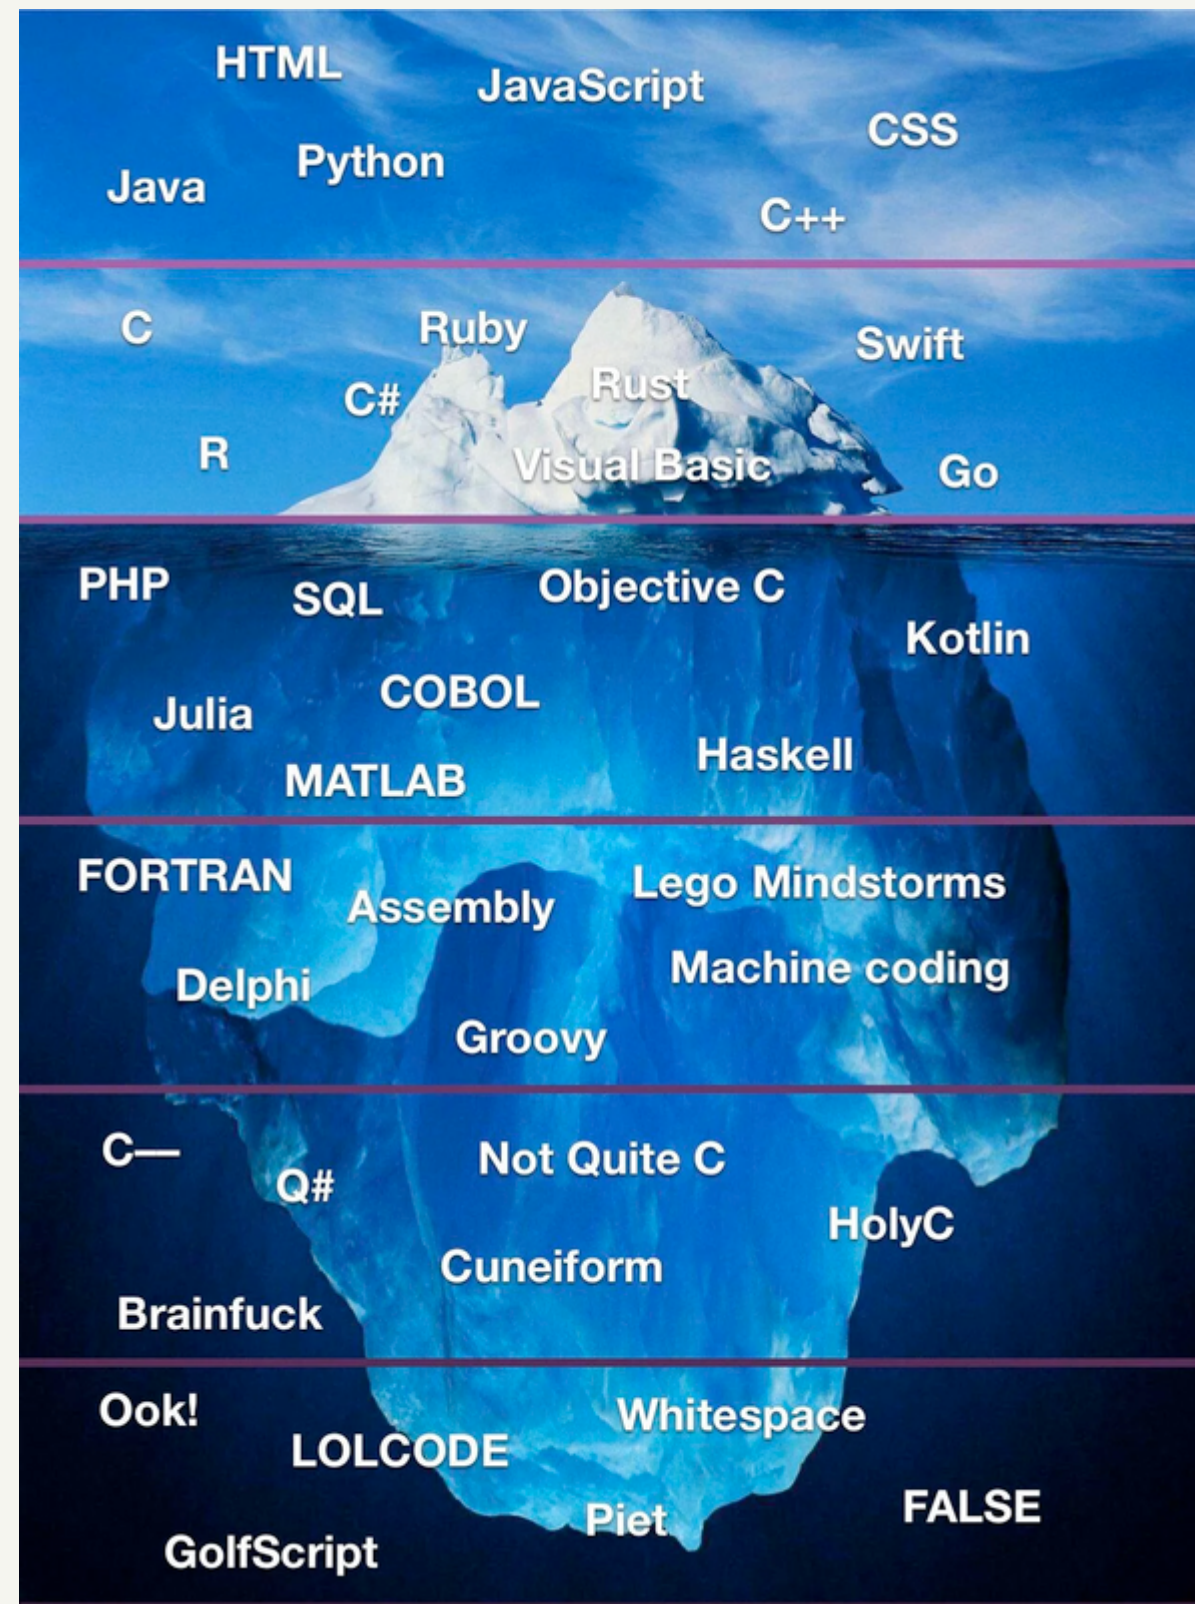 HTML
JavaScript
CSS
Python
Java
C++
C
Ruby
Swift
Rust
C#
R
Visual Basic
Go
PHP
SQL
Objective C
Kotlin
COBOL
Julia
Haskell
MATLAB
FORTRAN
Assembly
Lego Mindstorms
Machine coding
Delphi
Groovy
C—
Not Quite C
Q#
HolyC
Cuneiform
Brainfuck
Ook!
Whitespace
LOLCODE
Piet
FALSE
GolfScript